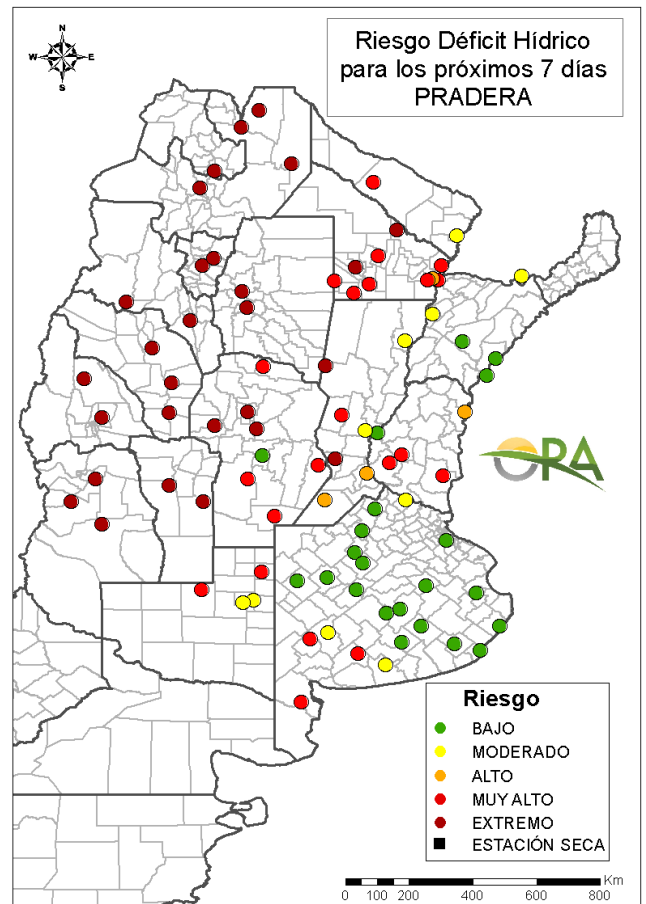 Riesgo Déficit Hídrico
para los próximos 7 días
PRADERA
N
W
E
S
ORA
Riesgo
BAJO
MODERADO
ALTO
MUY ALTO
EXTREMO
ESTACIÓN SECA
Km
0 100 200 400 600 800